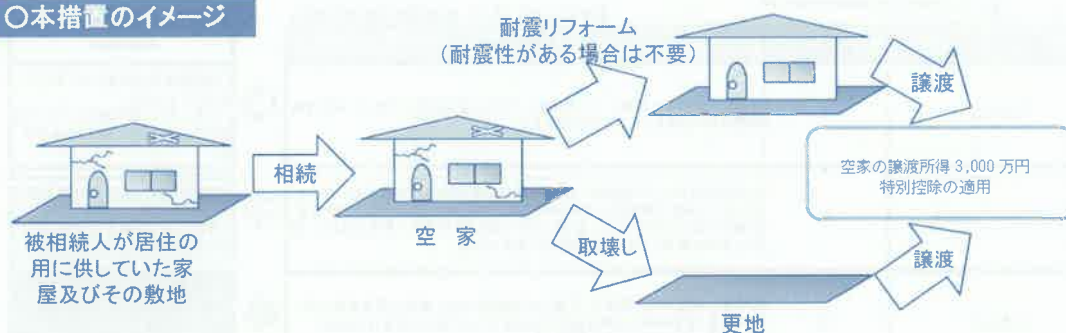 ○本措置のイメージ
耐震リフォーム
（耐震性がある場合は不要）
譲渡
相続
空家の譲渡所得 3,000 万円
特別控除の適用
被相続人が居住の
用に供していた家
屋及びその敷地
空　家
取壊し
譲渡
更地